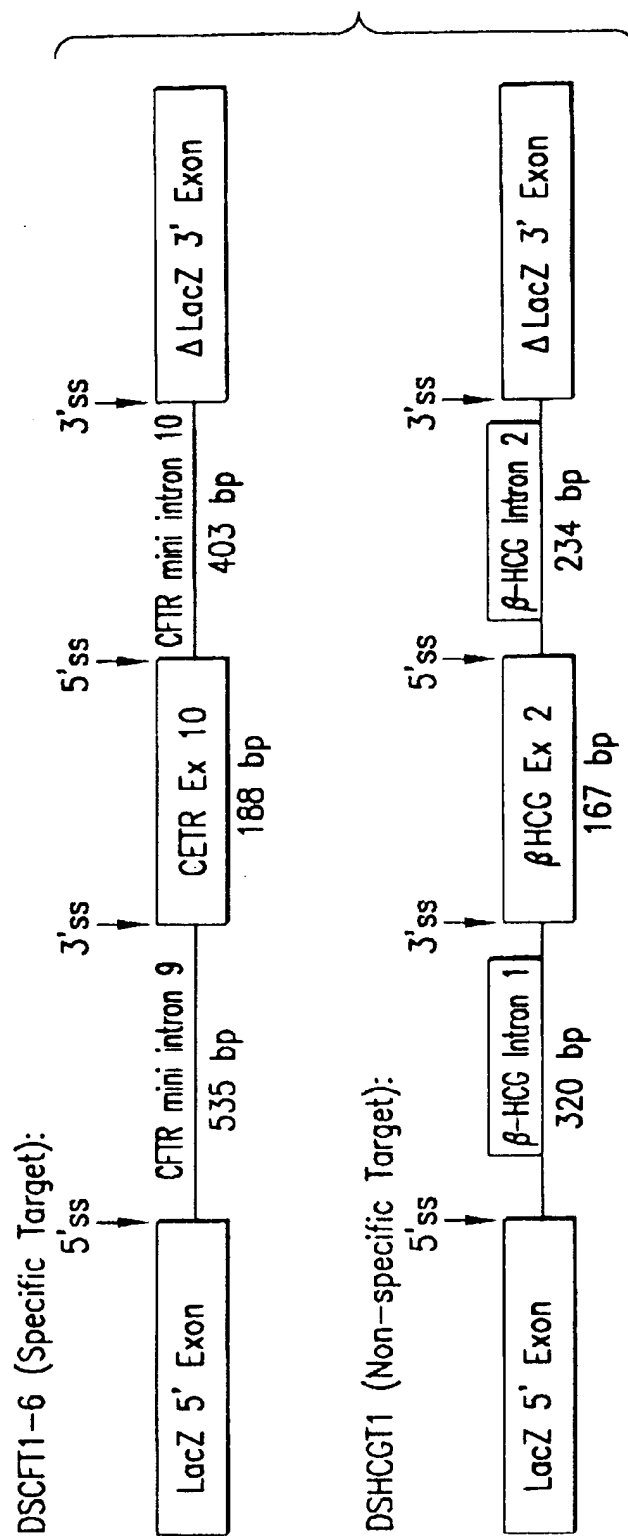 DSCFT1-6 (Specific Target):
5'ss 3'ss 5'ss 3'ss
LacZ 5' Exon CFTR mini intron 9 CETR Ex 10 CFTR mini intron 10 Δ LacZ 3' Exon
535 bp 188 bp 403 bp
DSHCGT1 (Non-specific Target):
5'ss 3'ss 5'ss 3'ss
LacZ 5' Exon β-HCG Intron 1 βHCG Ex 2 β-HCG Intron 2 Δ LacZ 3' Exon
320 bp 167 bp 234 bp